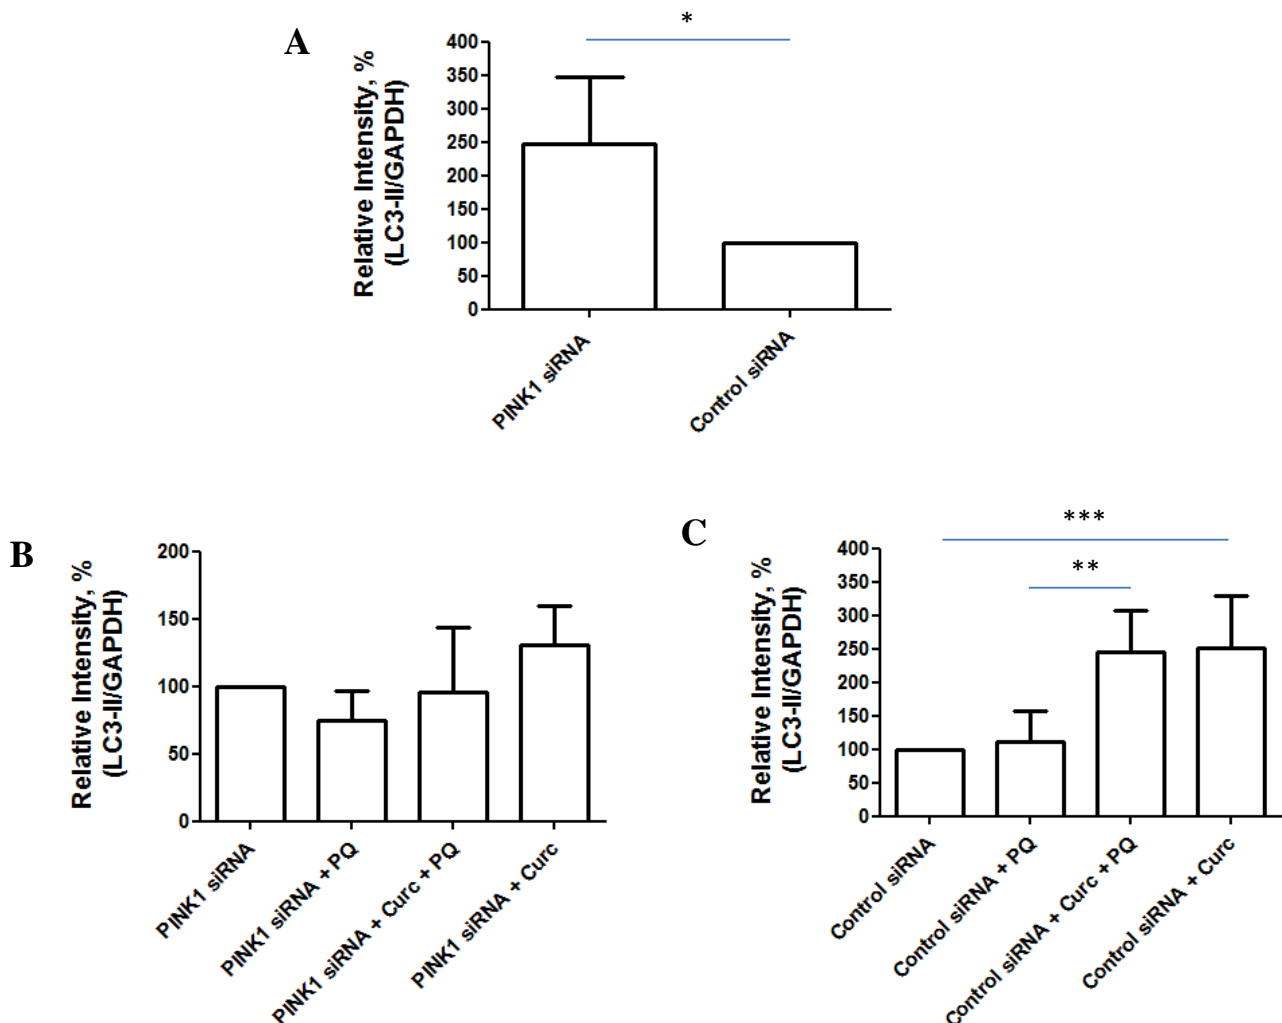 A
*
Relative Intensity, %
(LC3-II/GAPDH)
400
350
300
250
200
150
100
50
0
PINK1 siRNA
Control siRNA
B
Relative Intensity, %
(LC3-II/GAPDH)
200
150
100
50
0
PINK1 siRNA
PINK1 siRNA + PQ
PINK1 siRNA + Curc + PQ
PINK1 siRNA + Curc
C
***
**
Relative Intensity, %
(LC3-II/GAPDH)
400
350
300
250
200
150
100
50
0
Control siRNA
Control siRNA + PQ
Control siRNA + Curc + PQ
Control siRNA + Curc